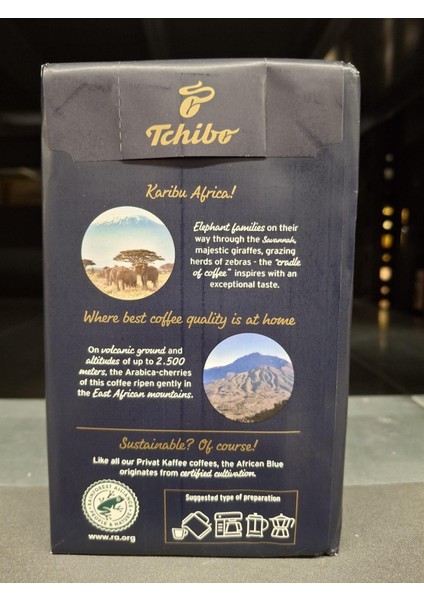 Tchibo
Karibu Africa!
Elephant families on their
way through the Savannah,
majestic giraffes, grazing
herds of zebras - the "cradle
of coffee" inspires with an
exceptional taste.
Where best coffee quality is at home
On volcanic ground and
altitudes of up to 2.500
meters, the Arabica-cherries
of this coffee ripen gently in
the East African mountains.
Sustainable? Of course!
Like all our Privat Kaffee coffees, the African Blue
originates from certified cultivation.
RAINFOREST ALLIANCE
PEOPLE & NATURE
www.ra.org
Suggested type of preparation